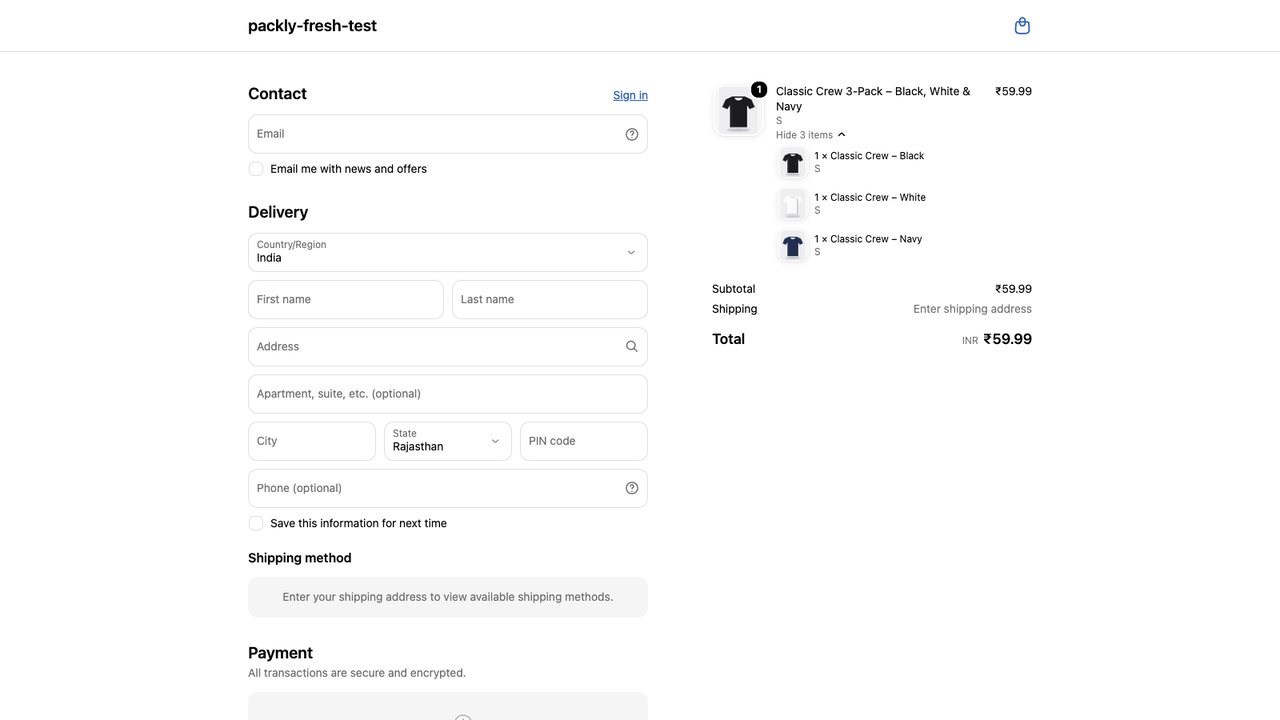 packly-fresh-test
Contact
Sign in
Email
Email me with news and offers
Delivery
Country/Region
India
First name
Last name
Address
Apartment, suite, etc. (optional)
City
State
Rajasthan
PIN code
Phone (optional)
Save this information for next time
Shipping method
Enter your shipping address to view available shipping methods.
Payment
All transactions are secure and encrypted.
1
Classic Crew 3-Pack – Black, White &
Navy
₹59.99
S
Hide 3 items
1 × Classic Crew – Black
S
1 × Classic Crew – White
S
1 × Classic Crew – Navy
S
Subtotal ₹59.99
Shipping Enter shipping address
Total INR ₹59.99